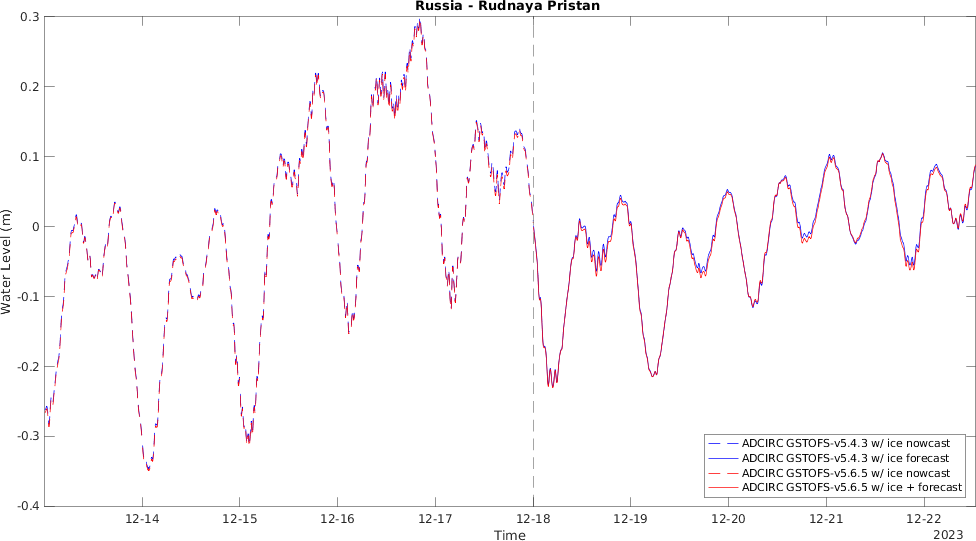 Russia - Rudnaya Pristan
0.3
0.2
0.1
0
-0.1
-0.2
-0.3
-0.4
Water Level (m)
12-14
12-15
12-16
12-17
12-18
12-19
12-20
12-21
12-22
Time
2023
ADCIRC GSTOFS-v5.4.3 w/ ice nowcast
ADCIRC GSTOFS-v5.4.3 w/ ice forecast
ADCIRC GSTOFS-v5.6.5 w/ ice nowcast
ADCIRC GSTOFS-v5.6.5 w/ ice + forecast